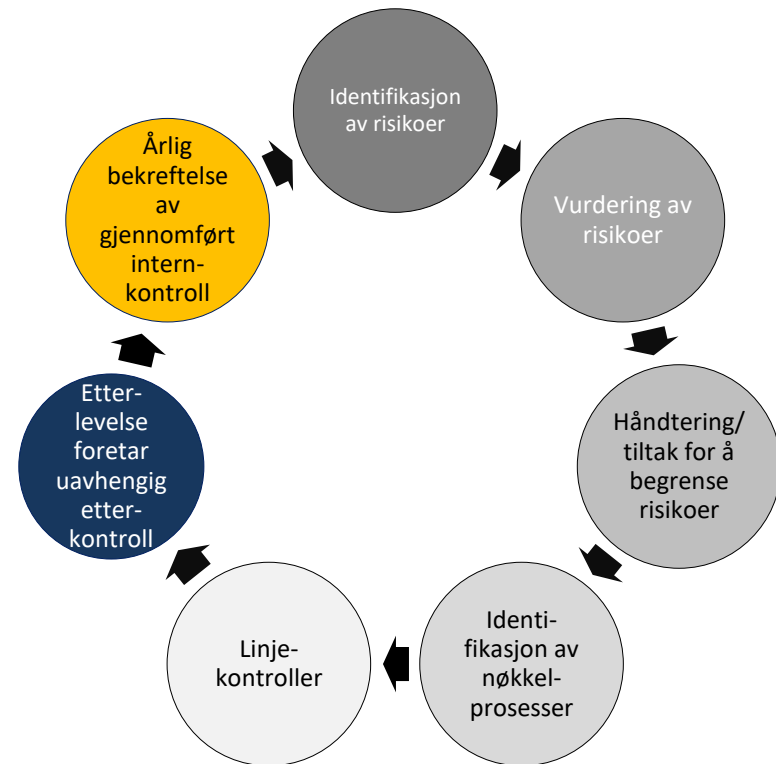 Identifikasjon
av risikoer
Vurdering av
risikoer
Håndtering/
tiltak for å
begrense
risikoer
Identi-
fikasjon av
nøkkel-
prosesser
Linje-
kontroller
Etter-
levelse
foretar
uavhengig
etter-
kontroll
Årlig
bekreftelse
av
gjennomført
intern-
kontroll